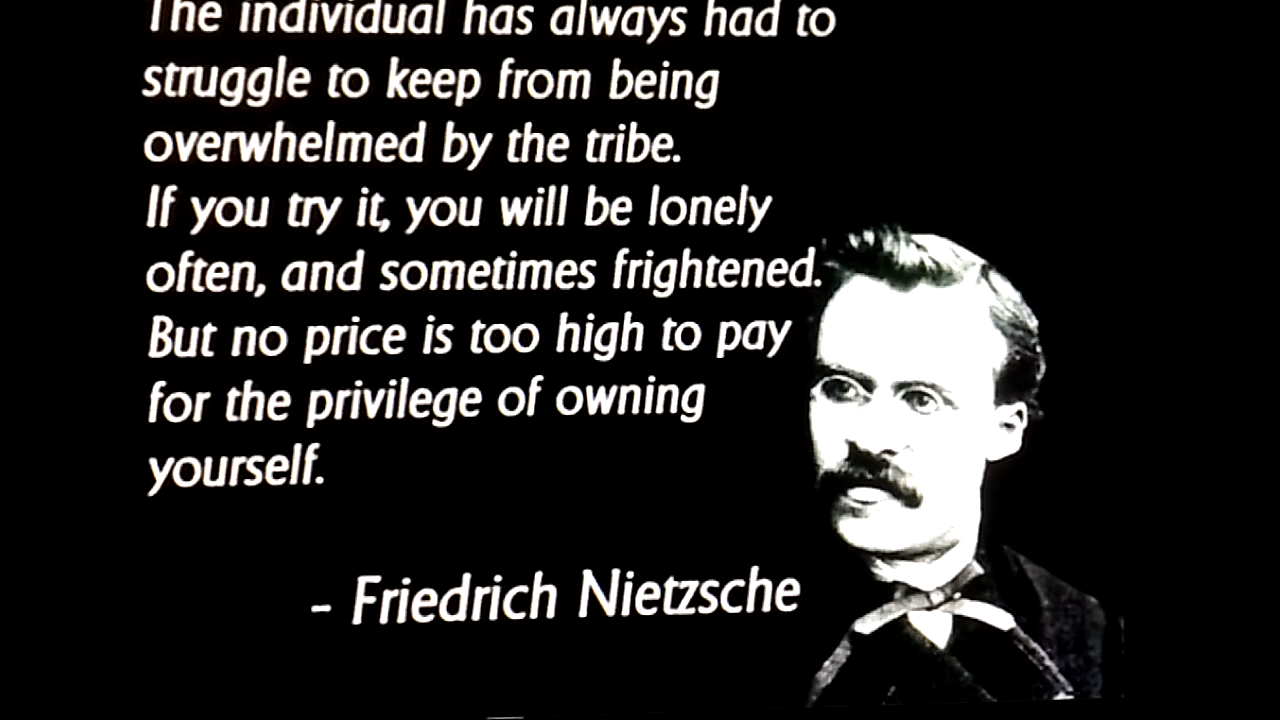 The individual has always had to
struggle to keep from being
overwhelmed by the tribe.
If you try it, you will be lonely
often, and sometimes frightened.
But no price is too high to pay
for the privilege of owning
yourself.
- Friedrich Nietzsche